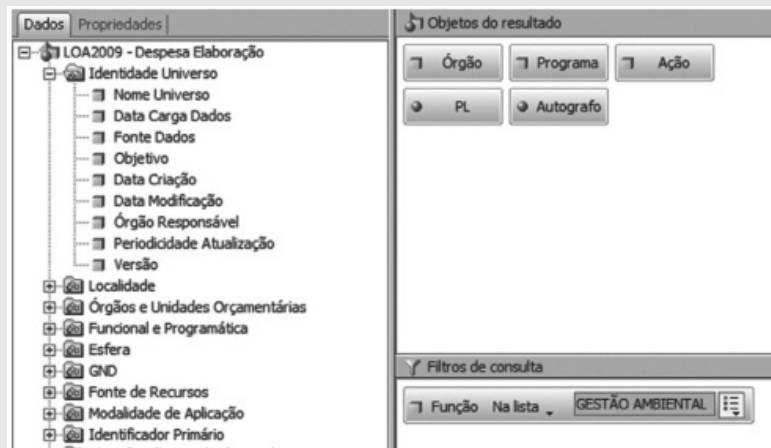 Dados Propriedades
LOA2009 - Despesa Elaboração
Identidade Universo
Nome Universo
Data Carga Dados
Fonte Dados
Objetivo
Data Criação
Data Modificação
Órgão Responsável
Periodicidade Atualização
Versão
Localidade
Órgãos e Unidades Orçamentárias
Funcional e Programática
Esfera
GND
Fonte de Recursos
Modalidade de Aplicação
Identificador Primário
Objetos do resultado
Órgão Programa Ação
PL Autografo
Filtros de consulta
Função Na lista GESTÃO AMBIENTAL